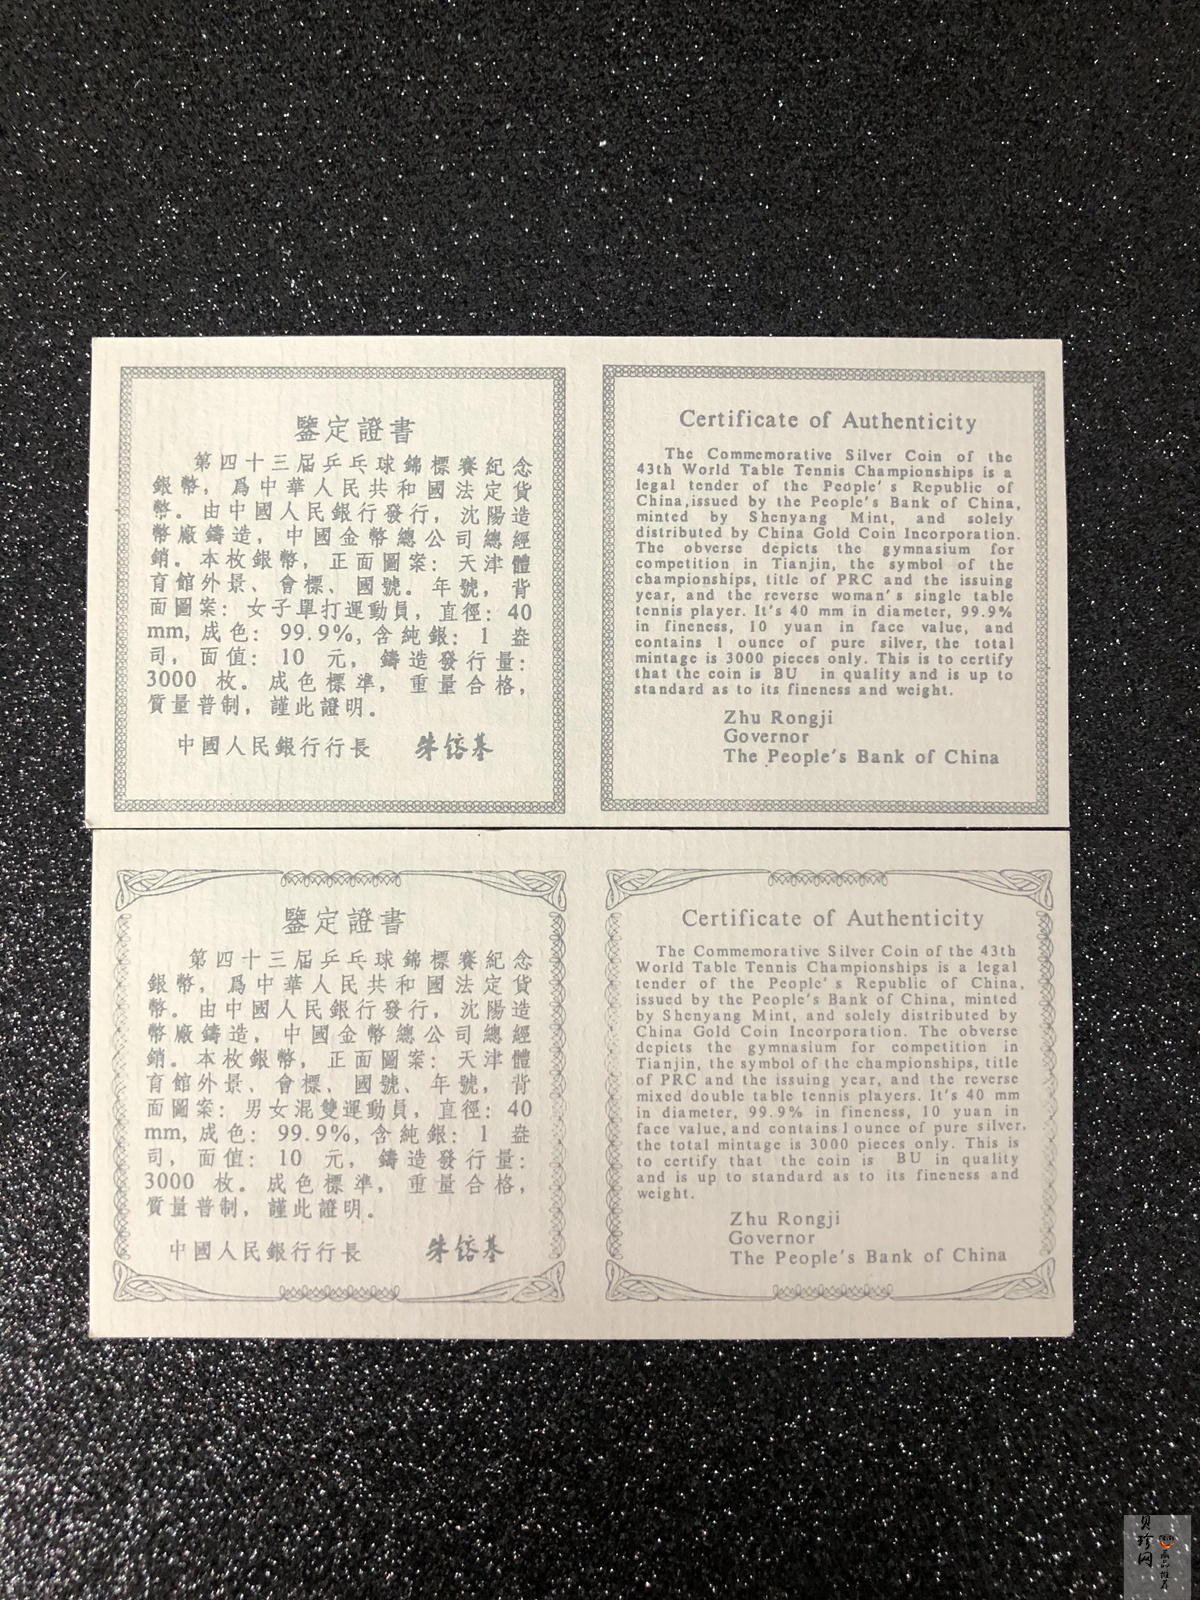 鑒定證書
第四十三届乒乓球錦標賽紀念
銀幣，爲中華人民共和國法定货
幣。由中國人民銀行發行，沈陽造
幣廠鑄造，中國金幣總公司總經
銷。本枚銀幣，正面圖案：天津體
育館外景、會標、國號。年號，背
面圖案：女子單打運動員，直徑：40
mm,成色：99.9%,含純銀：1 盎
司，面值：10 元，鑄造發行量：
3000 枚。成色標準，重量合格，
質量普制，謹此證明。
中國人民銀行行長 朱镕基
Certificate of Authenticity
The Commemorative Silver Coin of the
43th World Table Tennis Championships is a
legal tender of the People's Republic of
China,issued by the People's Bank of China,
minted by Shenyang Mint, and solely
distributed by China Gold Coin Incorporation.
The obverse depicts the gymnasium for
competition in Tianjin, the symbol of the
championships, title of PRC and the issuing
year, and the reverse woman's single table
tennis player. It's 40 mm in diameter, 99.9%
in fineness, 10 yuan in face value, and
contains 1 ounce of pure silver, the total
mintage is 3000 pieces only. This is to certify
that the coin is BU in quality and is up to
standard as to its fineness and weight.
Zhu Rongji
Governor
The People's Bank of China
鑒定證書
第四十三届乒乓球錦標賽紀念
銀幣，爲中華人民共和國法定货
幣。由中國人民銀行發行，沈陽造
幣廠鑄造，中國金幣總公司總經
銷。本枚銀幣，正面圖案：天津體
育館外景、會標、國號、年號，背
面圖案：男女混雙運動員，直徑：40
mm,成色：99.9%,含純銀：1 盎
司，面值：10 元，鑄造發行量：
3000 枚。成色標準，重量合格，
質量普制，謹此證明。
中國人民銀行行長 朱镕基
Certificate of Authenticity
The Commemorative Silver Coin of the 43th
World Table Tennis Championships is a legal
tender of the People's Republic of China,
issued by the People's Bank of China, minted
by Shenyang Mint, and solely distributed by
China Gold Coin Incorporation. The obverse
depicts the gymnasium for competition in
Tianjin, the symbol of the championships, title
of PRC and the issuing year, and the reverse
mixed double table tennis players. It's 40 mm
in diameter, 99.9% in fineness, 10 yuan in
face value, and contains 1 ounce of pure silver,
the total mintage is 3000 pieces only. This is
to certify that the coin is BU in quality
and is up to standard as to its fineness and
weight.
Zhu Rongji
Governor
The People's Bank of China